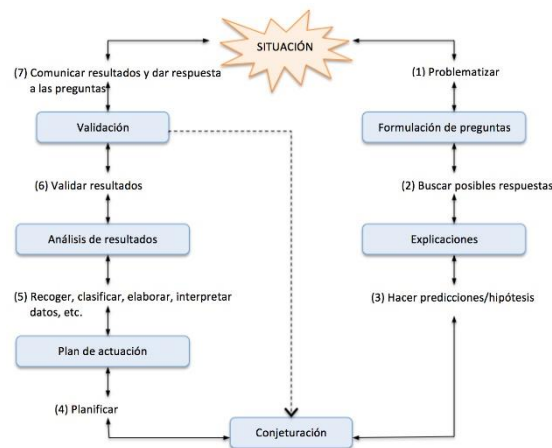 SITUACIÓN
(1) Problematizar
Formulación de preguntas
(2) Buscar posibles respuestas
Explicaciones
(3) Hacer predicciones/hipótesis
Conjeturación
(4) Planificar
Plan de actuación
(5) Recoger, clasificar, elaborar, interpretar
datos, etc.
Análisis de resultados
(6) Validar resultados
Validación
(7) Comunicar resultados y dar respuesta
a las preguntas